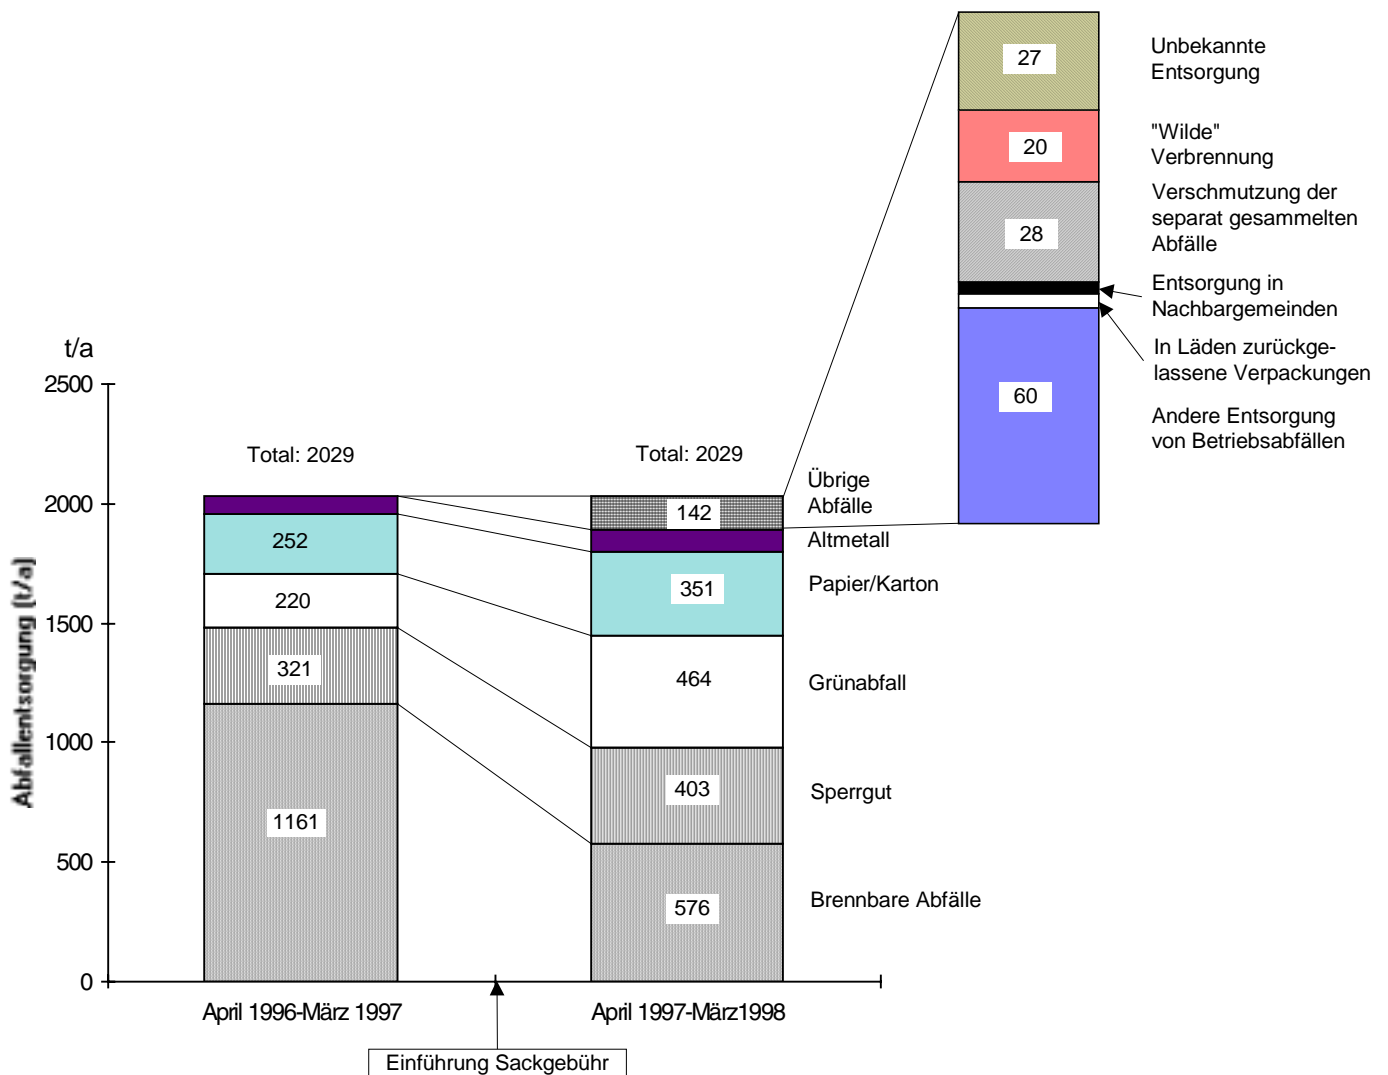 27
Unbekannte
Entsorgung
20
"Wilde"
Verbrennung
28
Verschmutzung der
separat gesammelten
Abfälle
Entsorgung in
Nachbargemeinden
In Läden zurückge-
lassene Verpackungen
60
Andere Entsorgung
von Betriebsabfällen
t/a
2500
2000
1500
1000
500
0
Abfallentsorgung (t/a)
Total: 2029
252
220
321
1161
Total: 2029
142
351
464
403
576
Übrige
Abfälle
Altmetall
Papier/Karton
Grünabfall
Sperrgut
Brennbare Abfälle
April 1996-März 1997
April 1997-März1998
Einführung Sackgebühr